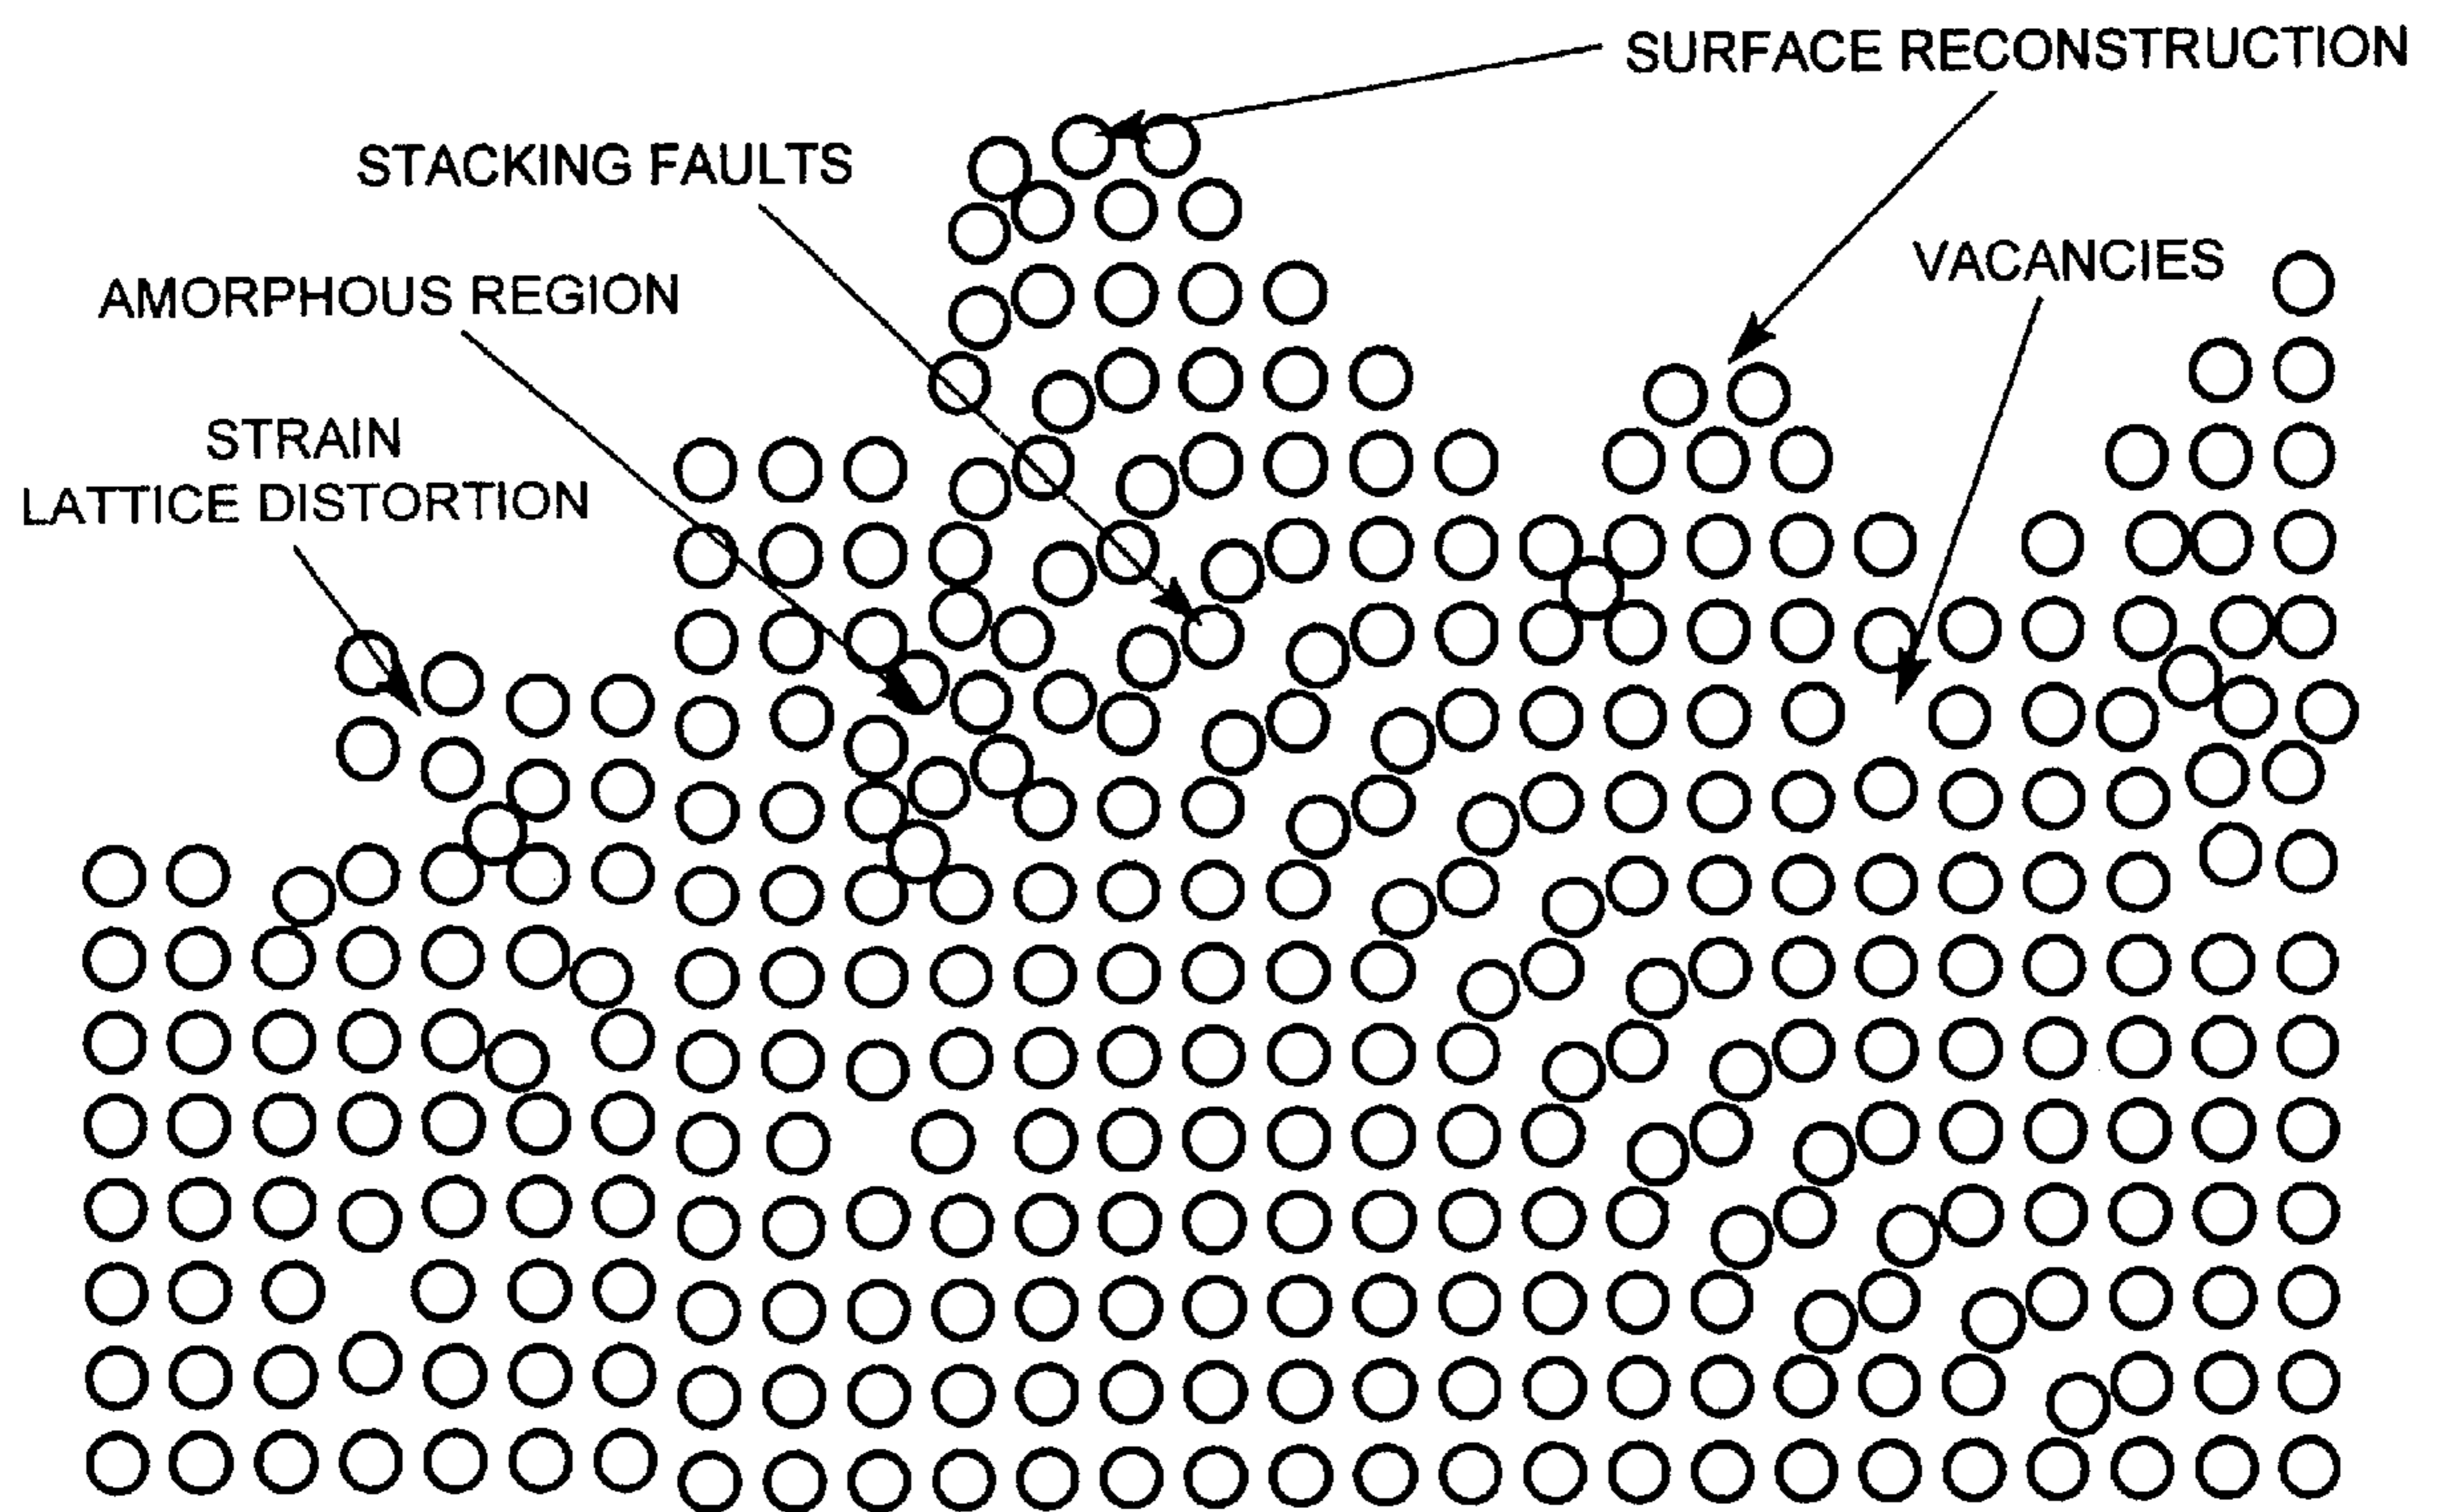 SURFACE RECONSTRUCTION
STACKING FAULTS
VACANCIES
AMORPHOUS REGION
STRAIN
LATTICE DISTORTION